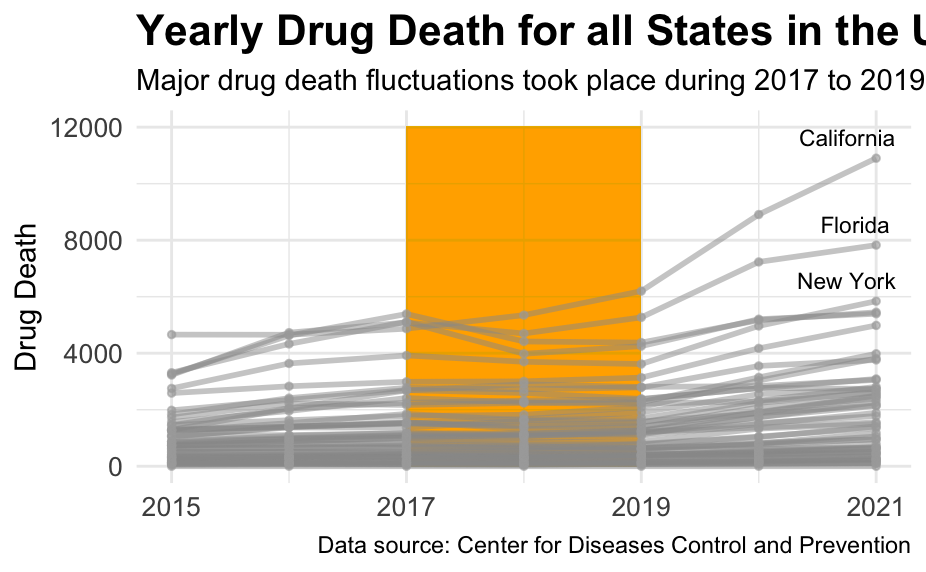 Yearly Drug Death for all States in the U
Major drug death fluctuations took place during 2017 to 2019
12000
8000
4000
0
Drug Death
California
Florida
New York
2015
2017
2019
2021
Data source: Center for Diseases Control and Prevention